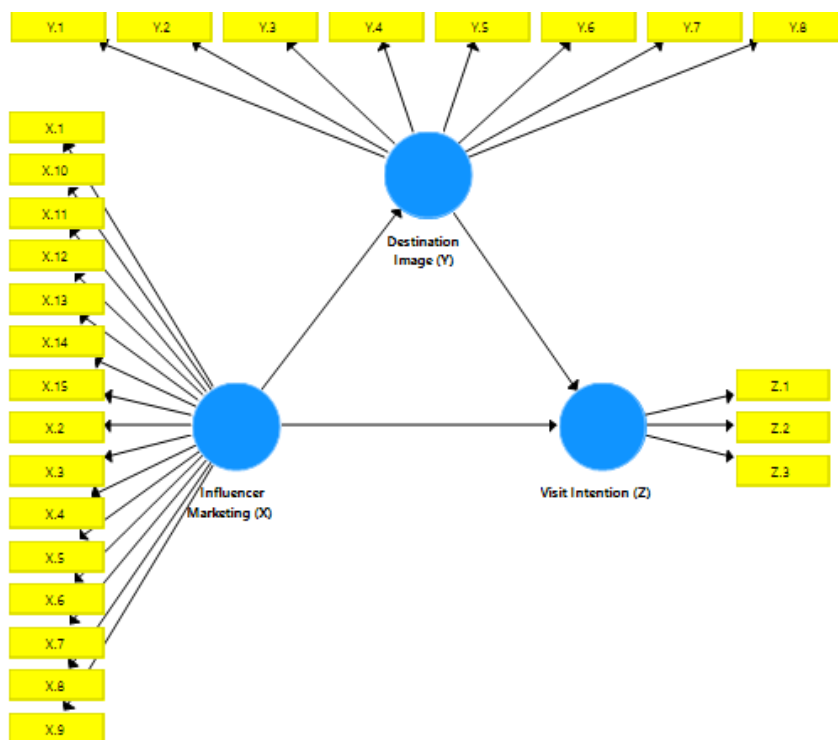 Y.1
Y.2
Y.3
Y.4
Y.5
Y.6
Y.7
Y.8
X.1
X.10
X.11
X.12
X.13
X.14
X.15
X.2
X.3
X.4
X.5
X.6
X.7
X.8
X.9
Destination
Image (Y)
Influencer
Marketing (X)
Visit Intention (Z)
Z.1
Z.2
Z.3